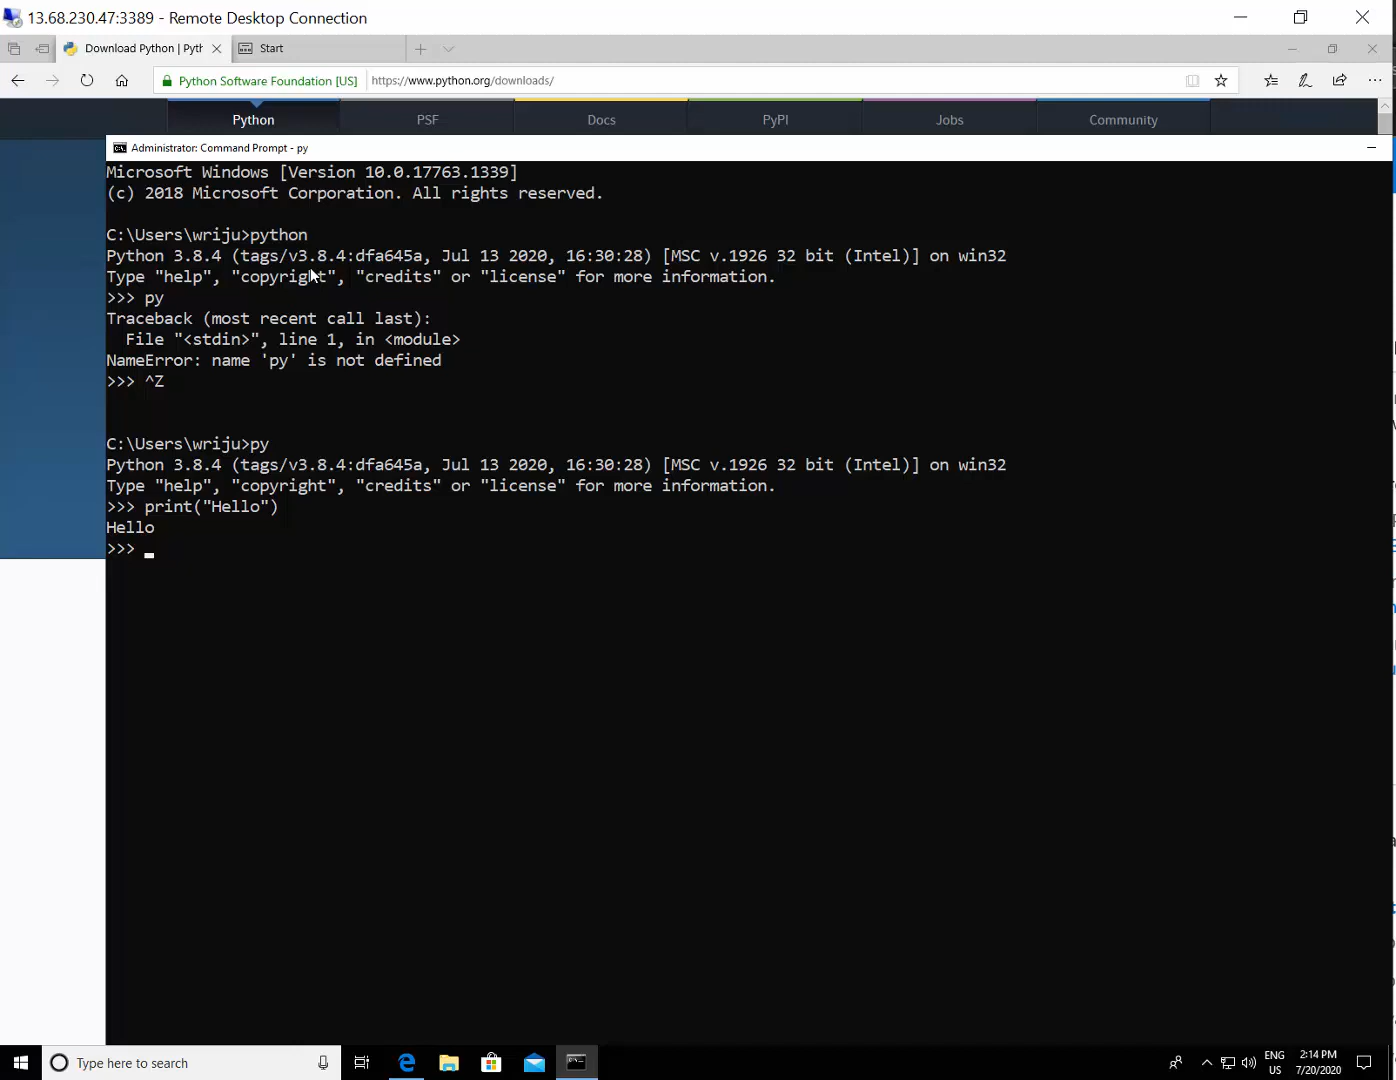 13.68.230.47:3389 - Remote Desktop Connection
Download Python | Pyth
Start
Python Software Foundation [US]
https://www.python.org/downloads/
Python
PSF
Docs
PyPI
Jobs
Community
Administrator: Command Prompt - py
Microsoft Windows [Version 10.0.17763.1339]
(c) 2018 Microsoft Corporation. All rights reserved.
C:\Users\wriju>python
Python 3.8.4 (tags/v3.8.4:dfa645a, Jul 13 2020, 16:30:28) [MSC v.1926 32 bit (Intel)] on win32
Type "help", "copyright", "credits" or "license" for more information.
>>> py
Traceback (most recent call last):
  File "<stdin>", line 1, in <module>
NameError: name 'py' is not defined
>>> ^Z
C:\Users\wriju>py
Python 3.8.4 (tags/v3.8.4:dfa645a, Jul 13 2020, 16:30:28) [MSC v.1926 32 bit (Intel)] on win32
Type "help", "copyright", "credits" or "license" for more information.
>>> print("Hello")
Hello
>>>
Type here to search
ENG
US
2:14 PM
7/20/2020